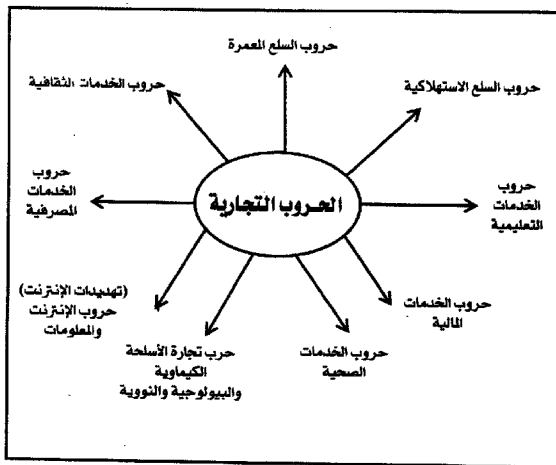 حروب السلع المعمرة
حروب السلع الاستهلاكية
حروب الخدمات الثقافية
حروب
الخدمات
التعليمية
الحروب التجارية
حروب
الخدمات
المصرفية
حروب الخدمات
المالية
حروب الخدمات
الصحية
حرب تجارة الأسلحة
الكيماوية
والبيولوجية والنووية
(تهديدات الإنترنت)
حروب الإنترنت
والمعلومات